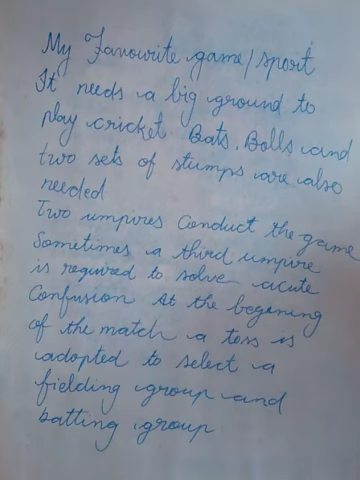 My Favourite game/sport
It needs a big ground to
play cricket Bats, Balls and
two sets of stumps are also
needed
Two umpires Conduct the game
Sometimes a third umpire
is required to solve acute
Confusion At the begening
of the match a toss is
adopted to select a
fielding group and
batting group